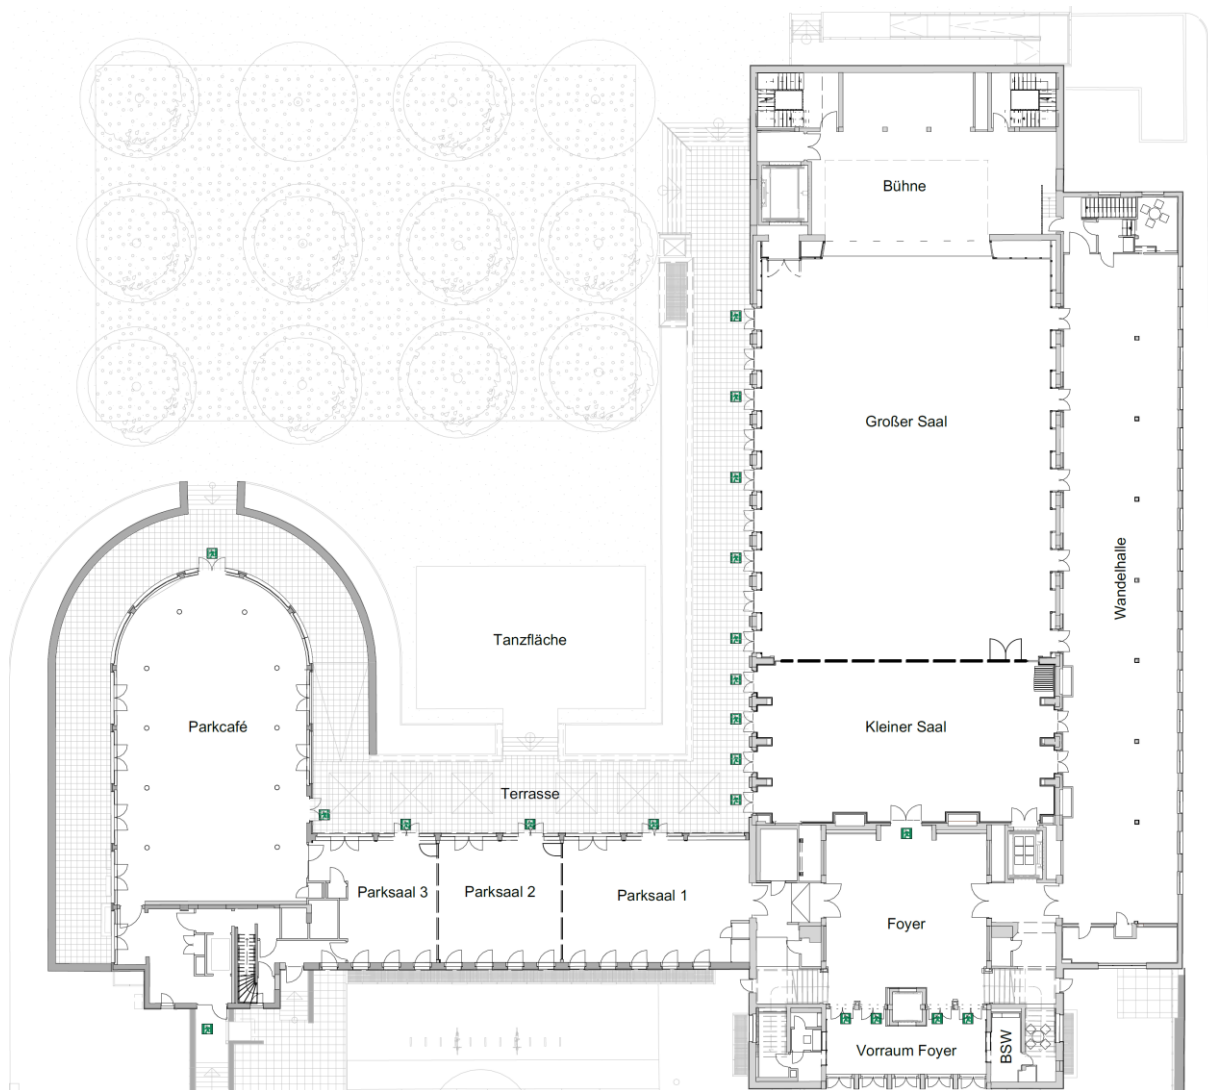 Bühne
Großer Saal
Wandelhalle
Tanzfläche
Parkcafé
Kleiner Saal
Terrasse
Parksaal 3
Parksaal 2
Parksaal 1
Foyer
Vorraum Foyer
BSW